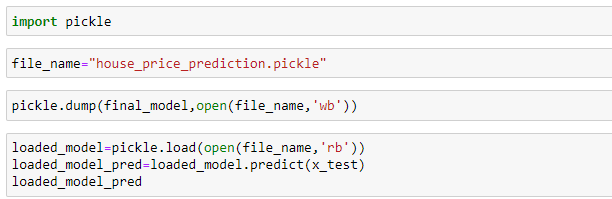 import pickle
file_name="house_price_prediction.pickle"
pickle.dump(final_model,open(file_name,'wb'))
loaded_model=pickle.load(open(file_name,'rb'))
loaded_model_pred=loaded_model.predict(x_test)
loaded_model_pred